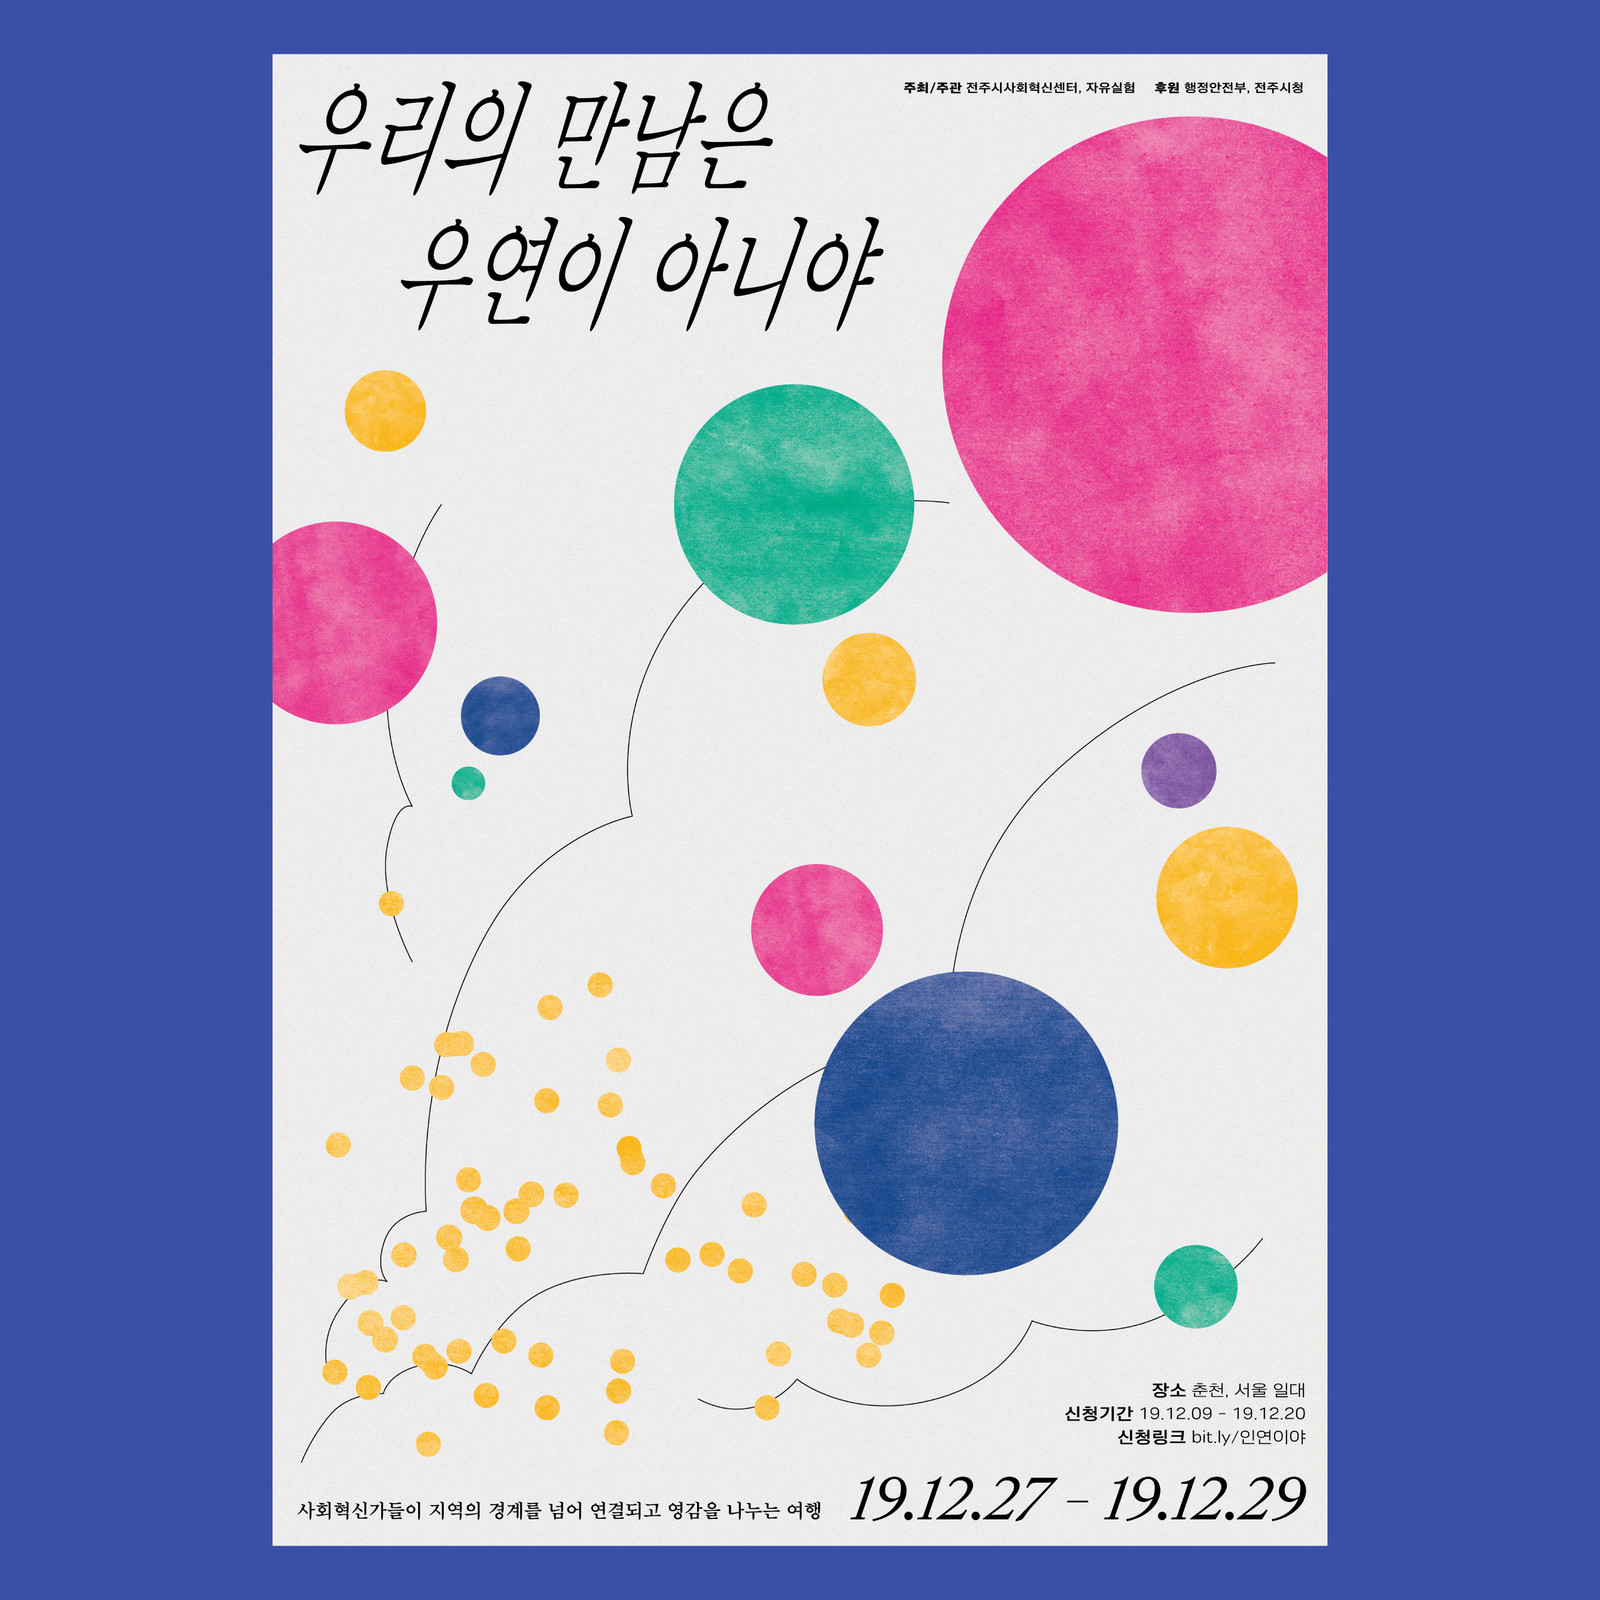 우리의 만남은
우연이 아니야
주최/주관 전주시사회혁신센터, 자유실험 후원 행정안전부, 전주시청
장소 춘천, 서울 일대
신청기간 19.12.09 - 19.12.20
신청링크 bit.ly/인연이야
사회혁신가들이 지역의 경계를 넘어 연결되고 영감을 나누는 여행
19.12.27 – 19.12.29